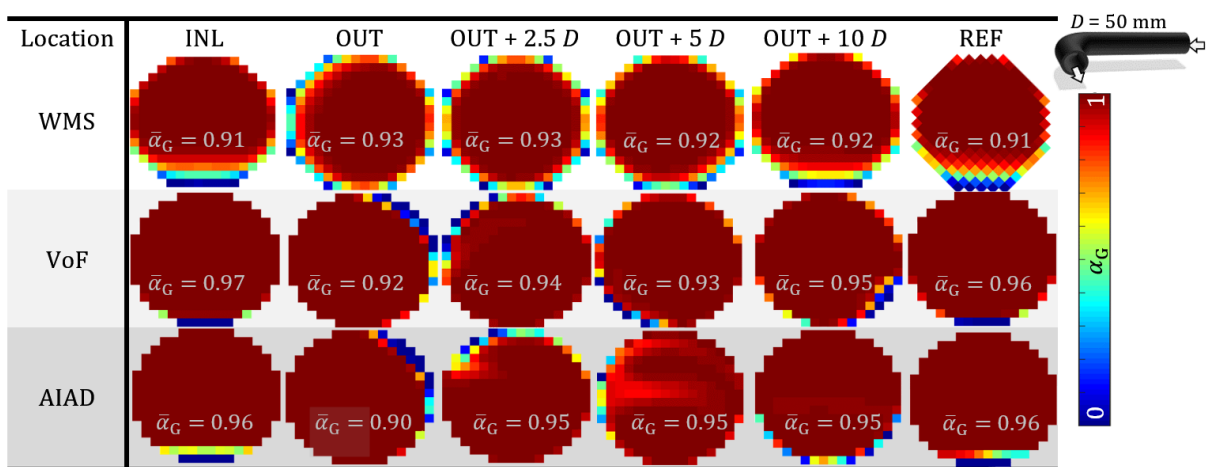 Location INL OUT OUT + 2.5 D OUT + 5 D OUT + 10 D REF
D = 50 mm
WMS
ᾱG = 0.91 ᾱG = 0.93 ᾱG = 0.93 ᾱG = 0.92 ᾱG = 0.92 ᾱG = 0.91
1
VoF
ᾱG = 0.97 ᾱG = 0.92 ᾱG = 0.94 ᾱG = 0.93 ᾱG = 0.95 ᾱG = 0.96
αG
AIAD
ᾱG = 0.96 ᾱG = 0.90 ᾱG = 0.95 ᾱG = 0.95 ᾱG = 0.95 ᾱG = 0.96
0